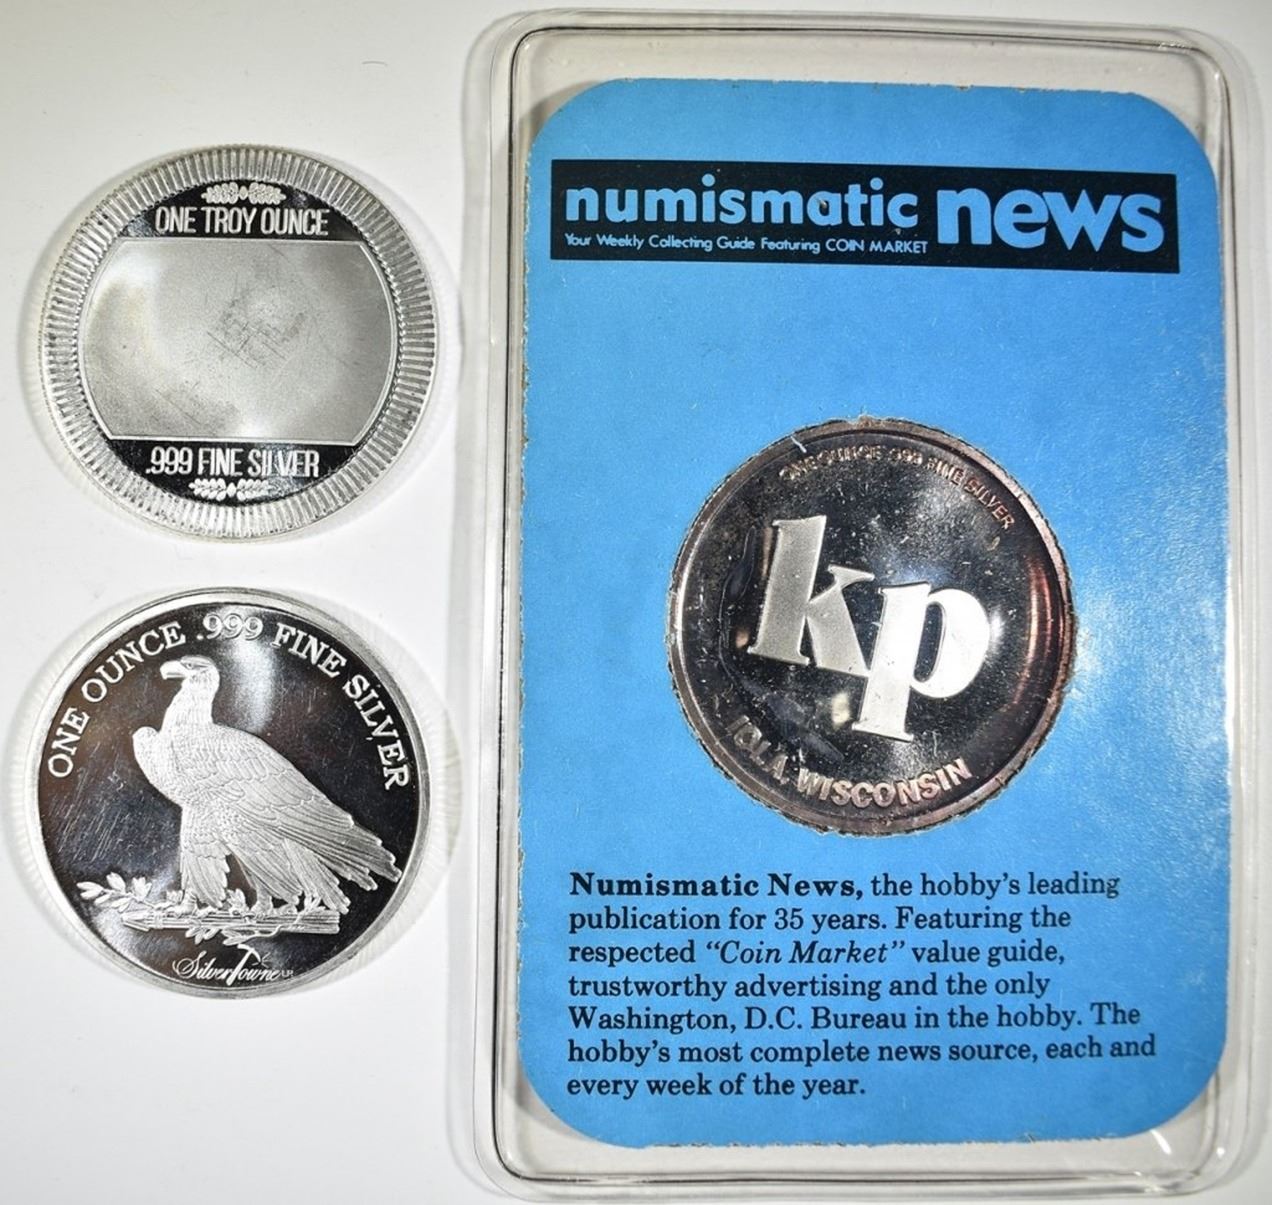 ONE TROY OUNCE
.999 FINE SILVER
ONE OUNCE .999 FINE SILVER
SilverTowne LP
numismatic news
Your Weekly Collecting Guide Featuring COIN MARKET
ONE OUNCE .999 FINE SILVER
kp
IOLA, WISCONSIN
Numismatic News, the hobby's leading
publication for 35 years. Featuring the
respected "Coin Market" value guide,
trustworthy advertising and the only
Washington, D.C. Bureau in the hobby. The
hobby's most complete news source, each and
every week of the year.